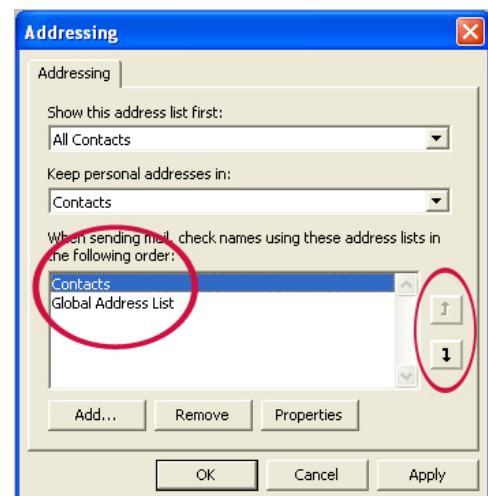 Addressing
Addressing
Show this address list first:
All Contacts
Keep personal addresses in:
Contacts
When sending mail, check names using these address lists in
the following order:
Contacts
Global Address List
Add... Remove Properties
OK Cancel Apply